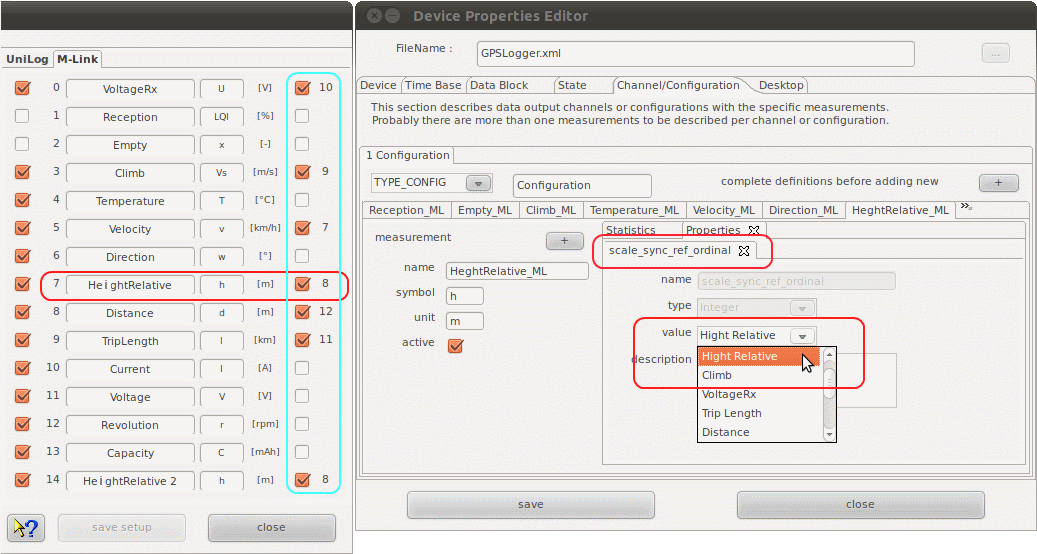 UniLog M-Link
0 VoltageRx U [V] 10
1 Reception LQI [%]
2 Empty x [-]
3 Climb Vs [m/s] 9
4 Temperature T [°C]
5 Velocity v [km/h] 7
6 Direction w [°]
7 HeightRelative h [m] 8
8 Distance d [m] 12
9 TripLength l [km] 11
10 Current I [A]
11 Voltage V [V]
12 Revolution r [rpm]
13 Capacity C [mAh]
14 HeightRelative 2 h [m] 8
? save setup close
Device Properties Editor
FileName : GPSLogger.xml ...
Device Time Base Data Block State Channel/Configuration Desktop
This section describes data output channels or configurations with the specific measurements.
Probably there are more than one measurements to be described per channel or configuration.
1 Configuration
TYPE_CONFIG Configuration complete definitions before adding new +
Reception_ML Empty_ML Climb_ML Temperature_ML Velocity_ML Direction_ML HeghtRelative_ML
measurement +
name HeghtRelative_ML
symbol h
unit m
active
Statistics Properties
scale_sync_ref_ordinal
name scale_sync_ref_ordinal
type Integer
value Hight Relative
description
Hight Relative
Climb
VoltageRx
Trip Length
Distance
save close